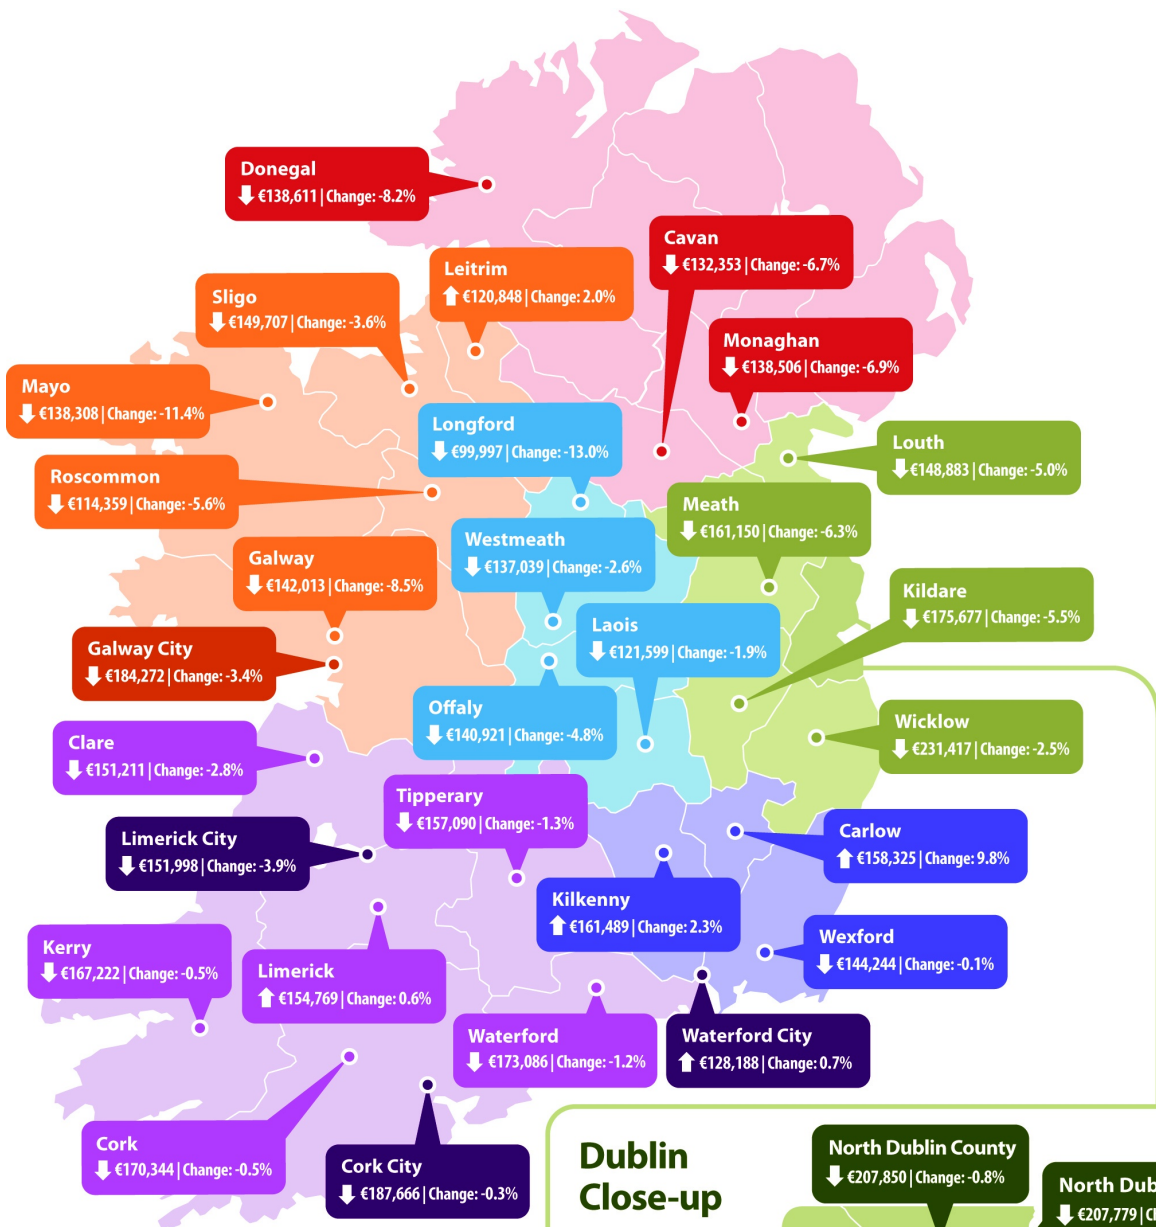 Donegal
€138,611 | Change: -8.2%
Cavan
€132,353 | Change: -6.7%
Leitrim
€120,848 | Change: 2.0%
Sligo
€149,707 | Change: -3.6%
Monaghan
€138,506 | Change: -6.9%
Mayo
€138,308 | Change: -11.4%
Longford
€99,997 | Change: -13.0%
Louth
€148,883 | Change: -5.0%
Roscommon
€114,359 | Change: -5.6%
Meath
€161,150 | Change: -6.3%
Westmeath
€137,039 | Change: -2.6%
Galway
€142,013 | Change: -8.5%
Kildare
€175,677 | Change: -5.5%
Laois
€121,599 | Change: -1.9%
Galway City
€184,272 | Change: -3.4%
Offaly
€140,921 | Change: -4.8%
Wicklow
€231,417 | Change: -2.5%
Clare
€151,211 | Change: -2.8%
Tipperary
€157,090 | Change: -1.3%
Limerick City
€151,998 | Change: -3.9%
Carlow
€158,325 | Change: 9.8%
Kilkenny
€161,489 | Change: 2.3%
Wexford
€144,244 | Change: -0.1%
Kerry
€167,222 | Change: -0.5%
Limerick
€154,769 | Change: 0.6%
Waterford
€173,086 | Change: -1.2%
Waterford City
€128,188 | Change: 0.7%
Cork
€170,344 | Change: -0.5%
Cork City
€187,666 | Change: -0.3%
Dublin
Close-up
North Dublin County
€207,850 | Change: -0.8%
North Dub
€207,779 | C